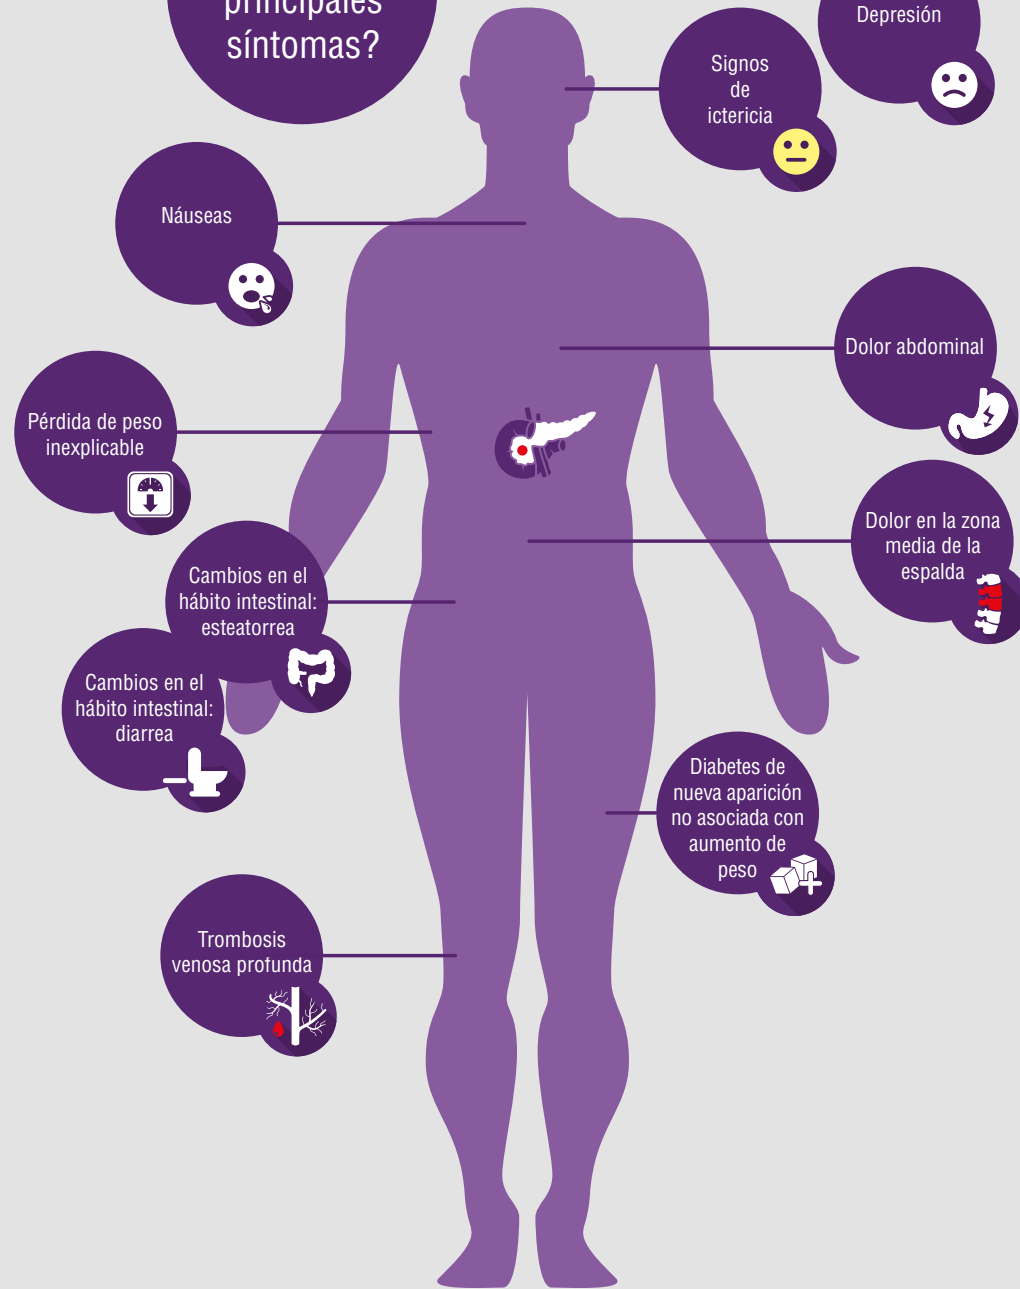 principales
síntomas?
Depresión
Signos
de
ictericia
Náuseas
Dolor abdominal
Pérdida de peso
inexplicable
Dolor en la zona
media de la
espalda
Cambios en el
hábito intestinal:
esteatorrea
Cambios en el
hábito intestinal:
diarrea
Diabetes de
nueva aparición
no asociada con
aumento de
peso
Trombosis
venosa profunda